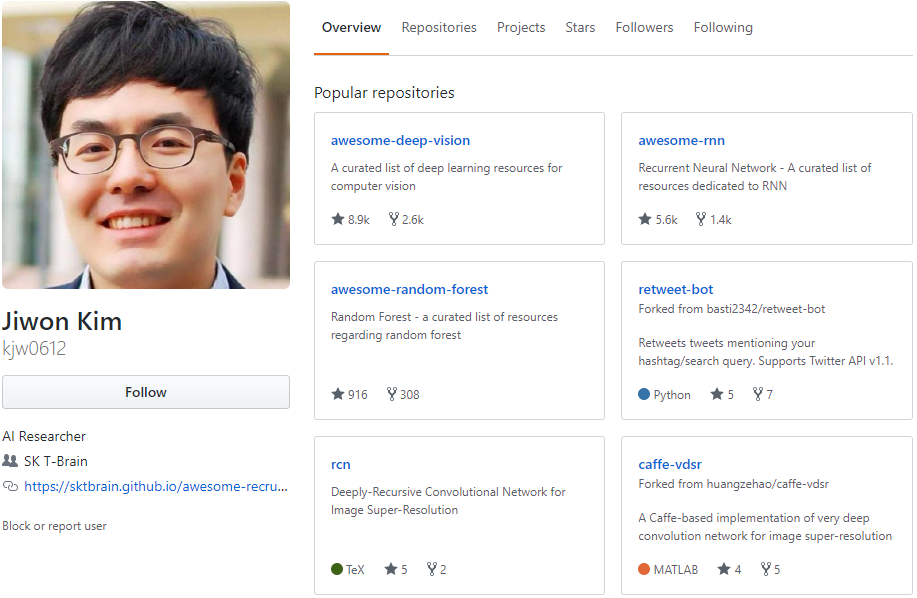 Overview Repositories Projects Stars Followers Following
Popular repositories
awesome-deep-vision
A curated list of deep learning resources for
computer vision
8.9k 2.6k
awesome-rnn
Recurrent Neural Network - A curated list of
resources dedicated to RNN
5.6k 1.4k
awesome-random-forest
Random Forest - a curated list of resources
regarding random forest
916 308
retweet-bot
Forked from basti2342/retweet-bot
Retweets tweets mentioning your
hashtag/search query. Supports Twitter API v1.1.
Python 5 7
rcn
Deeply-Recursive Convolutional Network for
Image Super-Resolution
TeX 5 2
caffe-vdsr
Forked from huangzehao/caffe-vdsr
A Caffe-based implementation of very deep
convolution network for image super-resolution
MATLAB 4 5
Jiwon Kim
kjw0612
Follow
AI Researcher
SK T-Brain
https://sktbrain.github.io/awesome-recru...
Block or report user